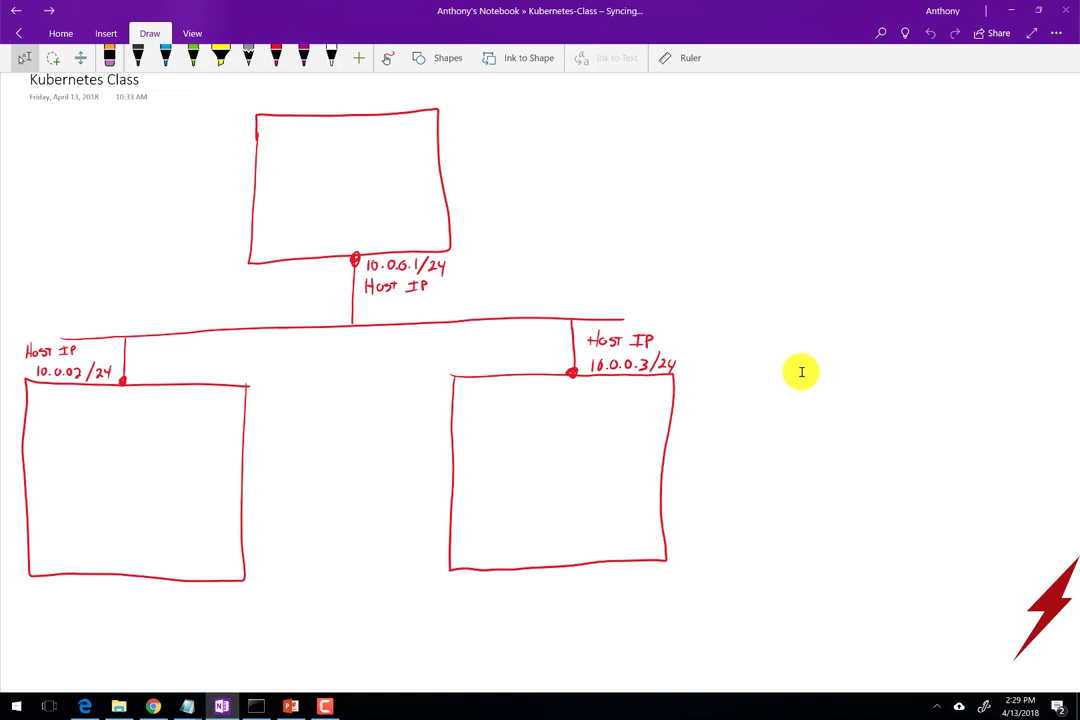 Anthony's Notebook » Kubernetes-Class – Syncing...
Anthony
Home Insert Draw View
Share
Shapes
Ink to Shape
Ink to Text
Ruler
Kubernetes Class
Friday, April 13, 2018 10:33 AM
10.0.0.1/24
Host IP
Host IP
10.0.02/24
Host IP
10.0.0.3/24
2:29 PM
4/13/2018
2